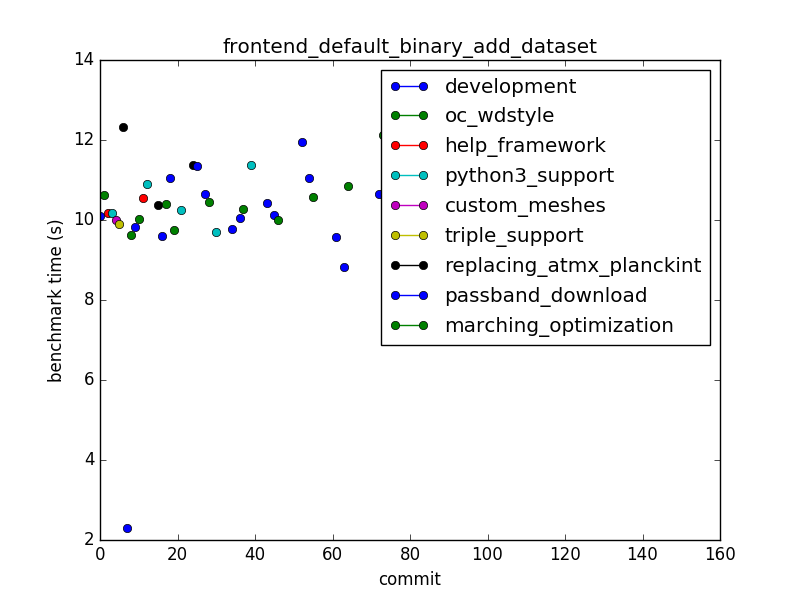 frontend_default_binary_add_dataset
14
12
10
8
6
4
2
benchmark time (s)
development
oc_wdstyle
help_framework
python3_support
custom_meshes
triple_support
replacing_atmx_planckint
passband_download
marching_optimization
0 20 40 60 80 100 120 140 160
commit